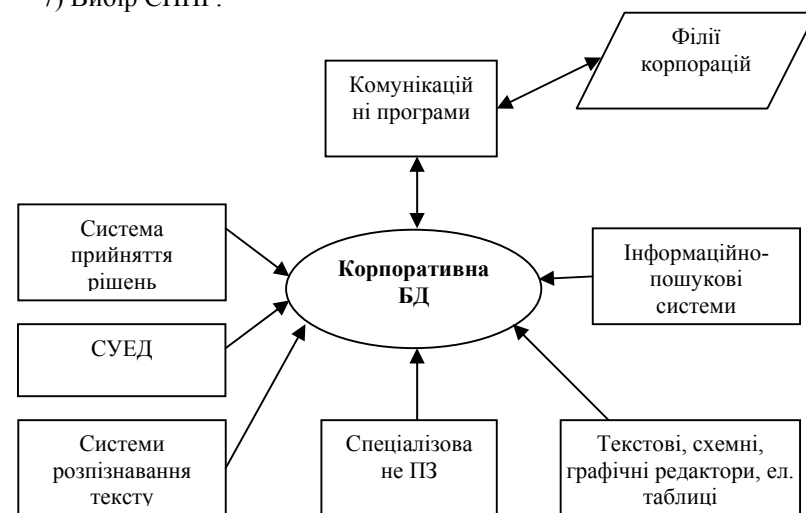 7) Вибір
Філії
корпорацій
Комунікацій
ні програми
Система
прийняття
рішень
Корпоративна
БД
Інформаційно-
пошукові
системи
СУЕД
Системи
розпізнавання
тексту
Спеціалізова
не ПЗ
Текстові, схемні,
графічні редактори, ел.
таблиці